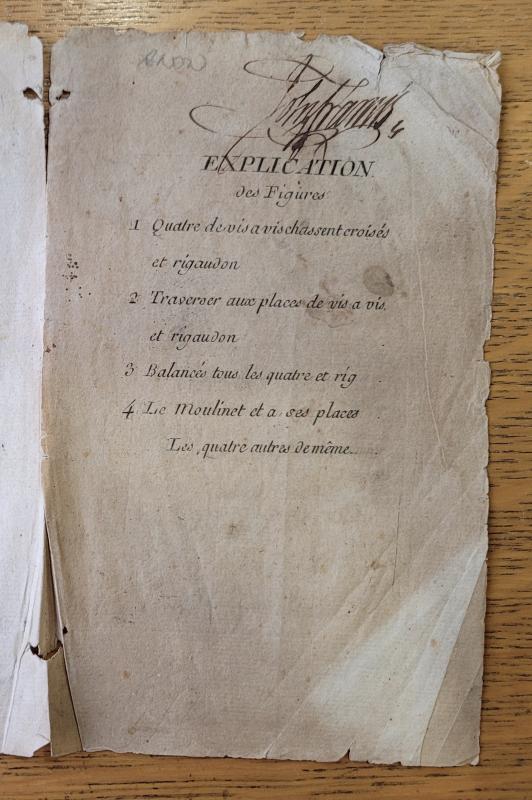 ANON
EXPLICATION
des Figures
1 Quatre de vis a vis chassent croisés
et rigaudon
2 Traverser aux places de vis a vis.
et rigaudon
3 Balancés tous les quatre et rig
4 Le Moulinet et a ses places
Les quatre autres de même......